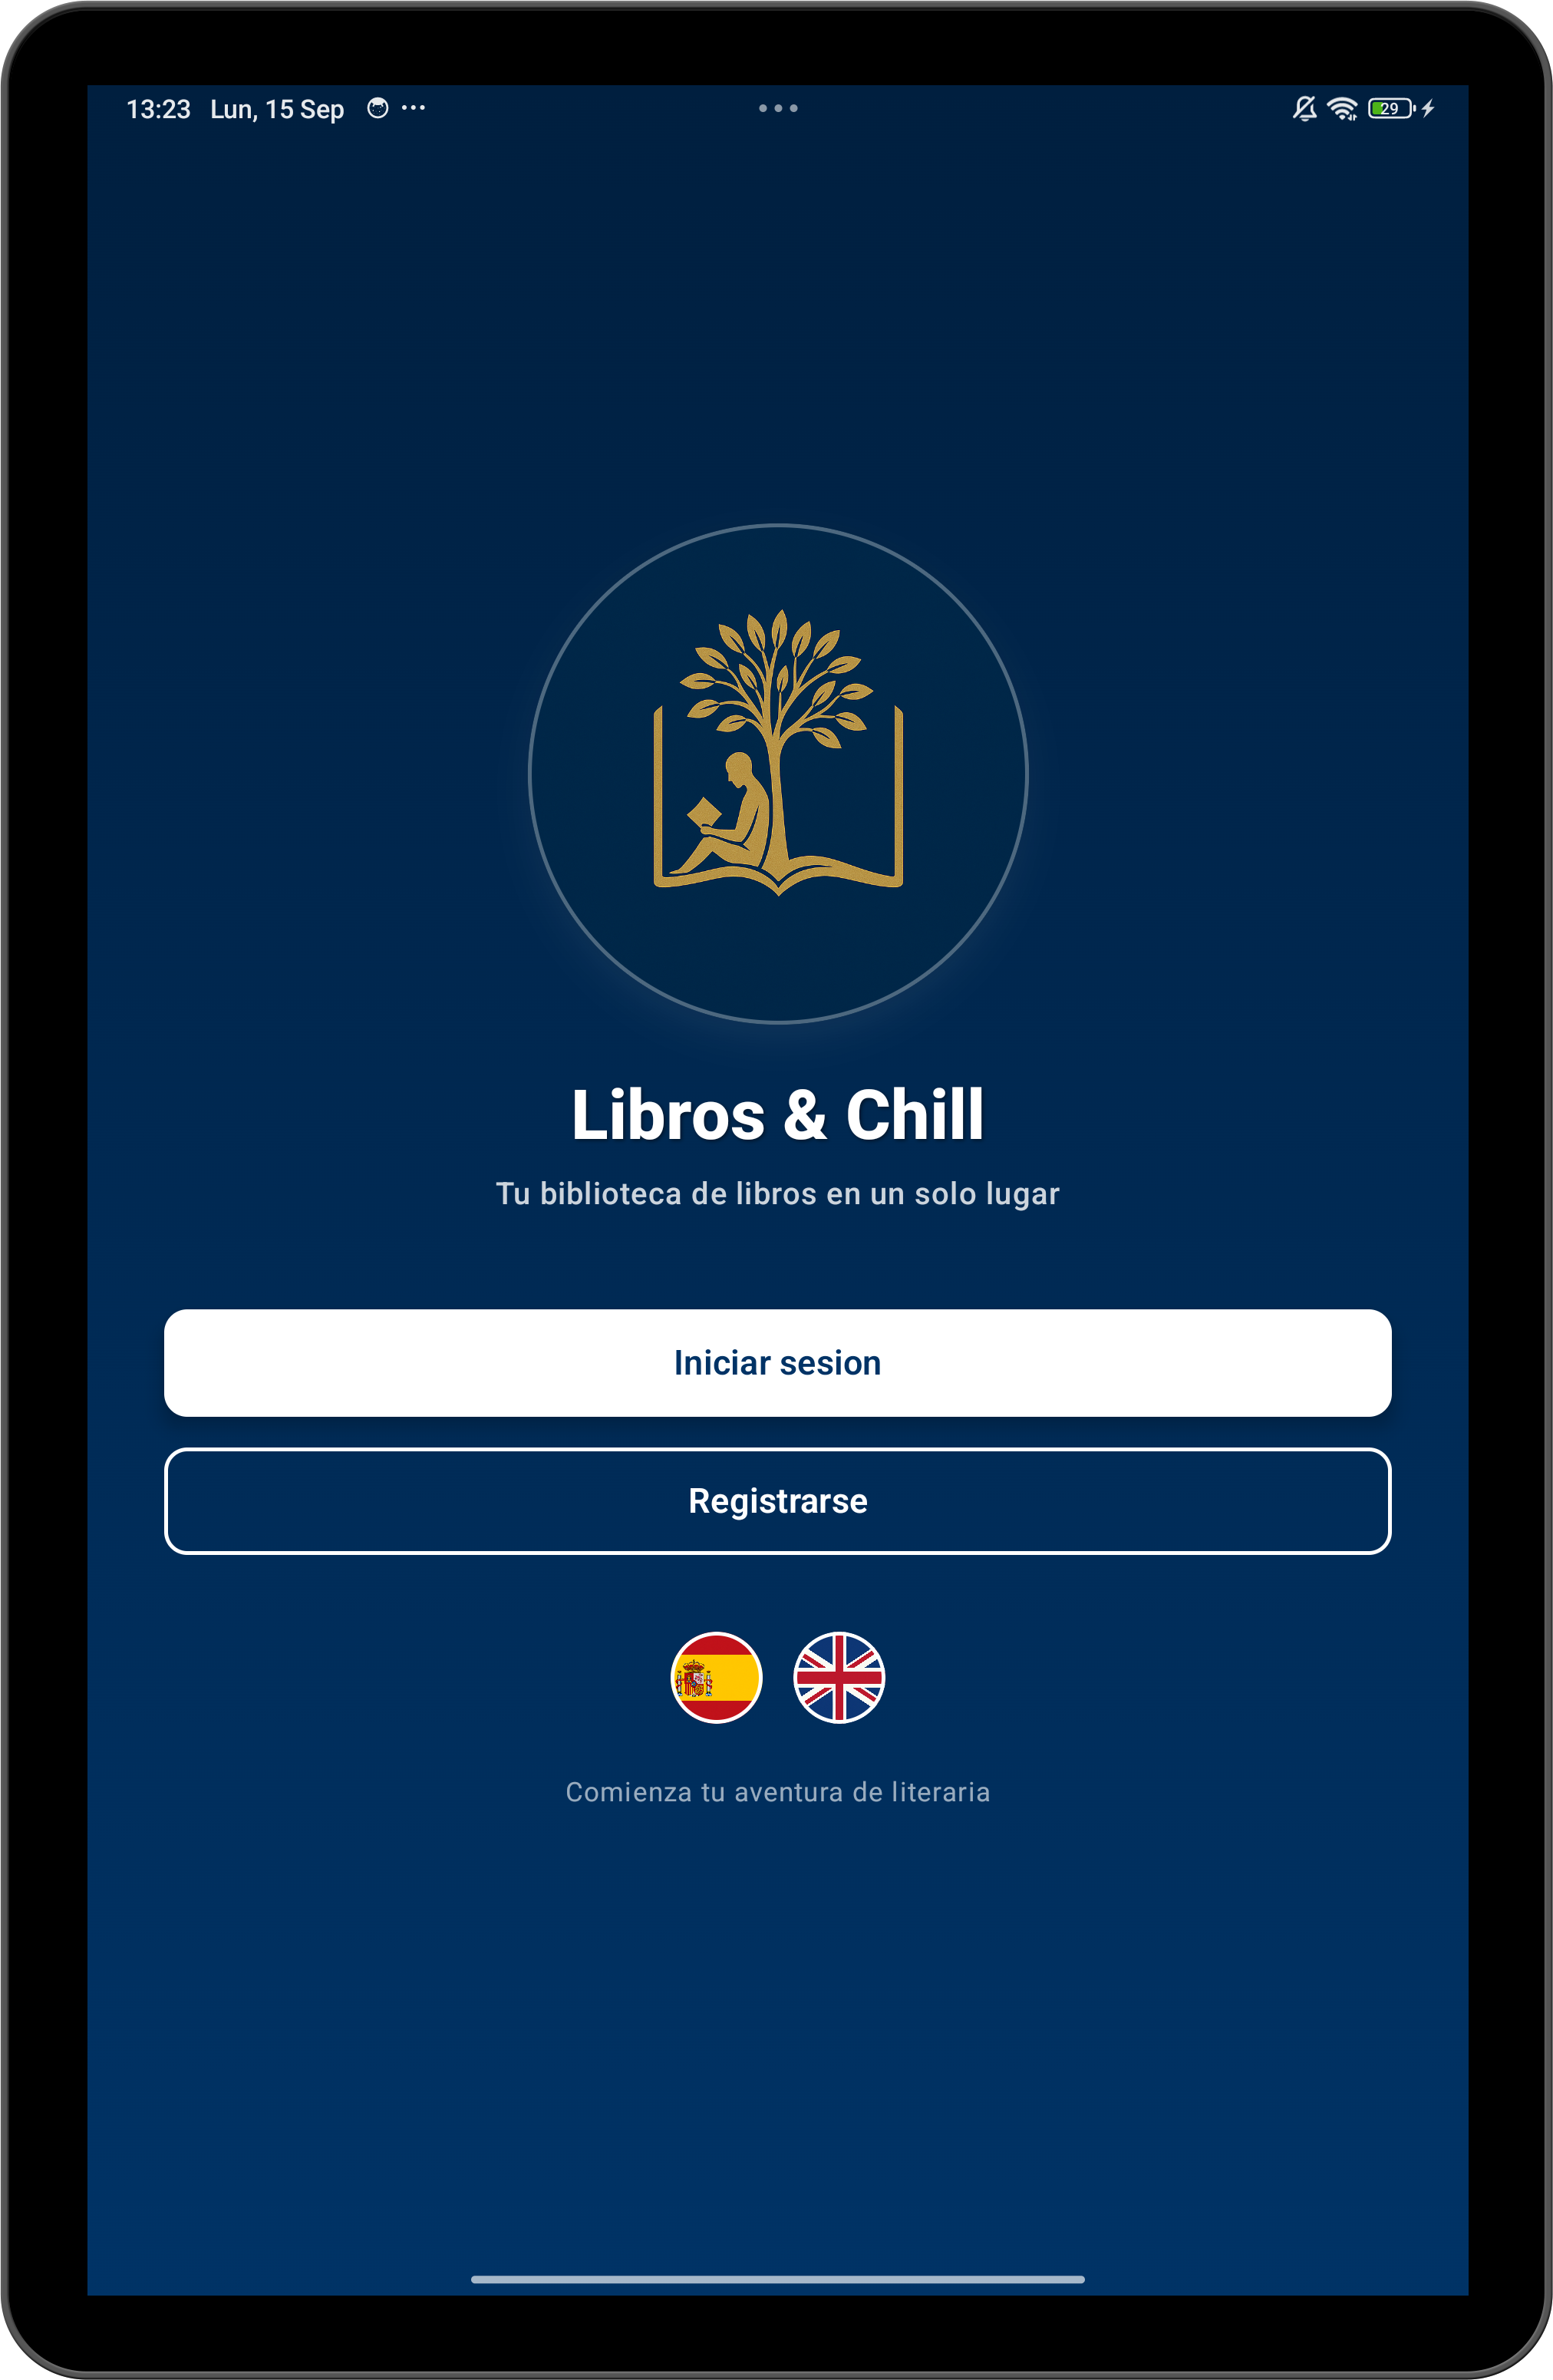 13:23 Lun, 15 Sep
29
Libros & Chill
Tu biblioteca de libros en un solo lugar
Iniciar sesion
Registrarse
Comienza tu aventura de literaria